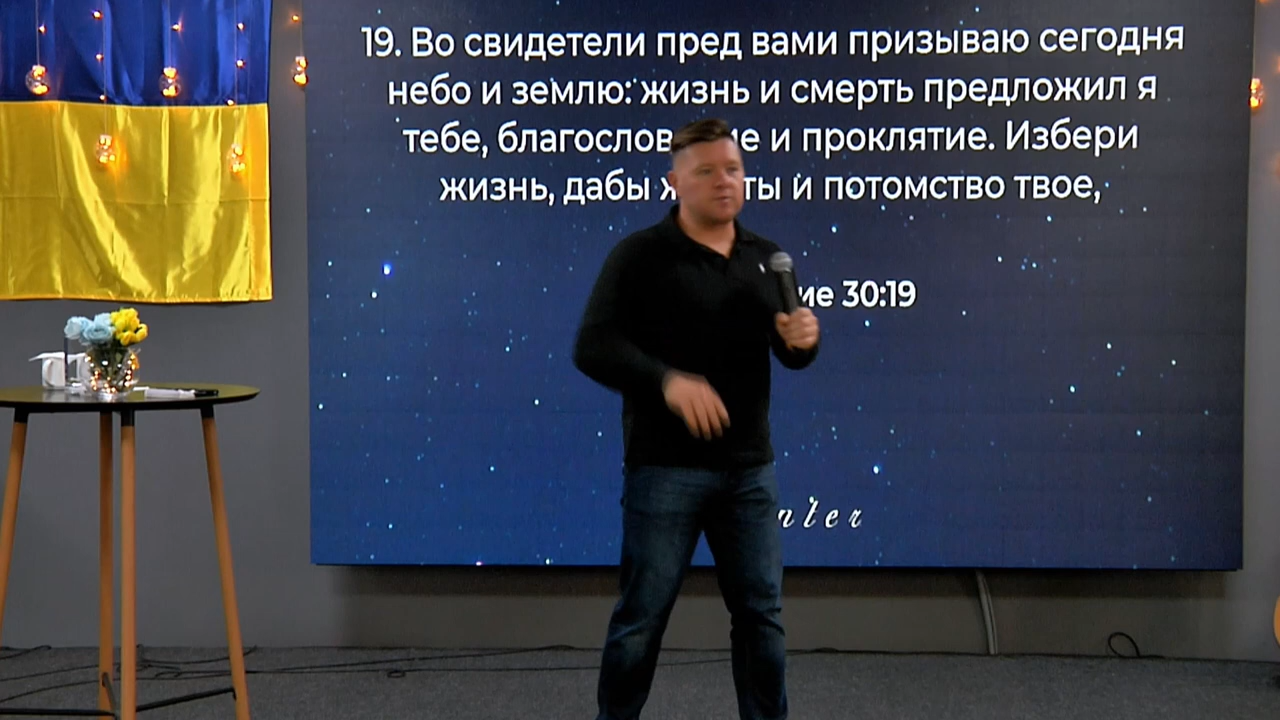 19. Во свидетели пред вами призываю сегодня
небо и землю: жизнь и смерть предложил я
тебе, и проклятие. Избери
жизнь, дабы и потомство твое,
30:19